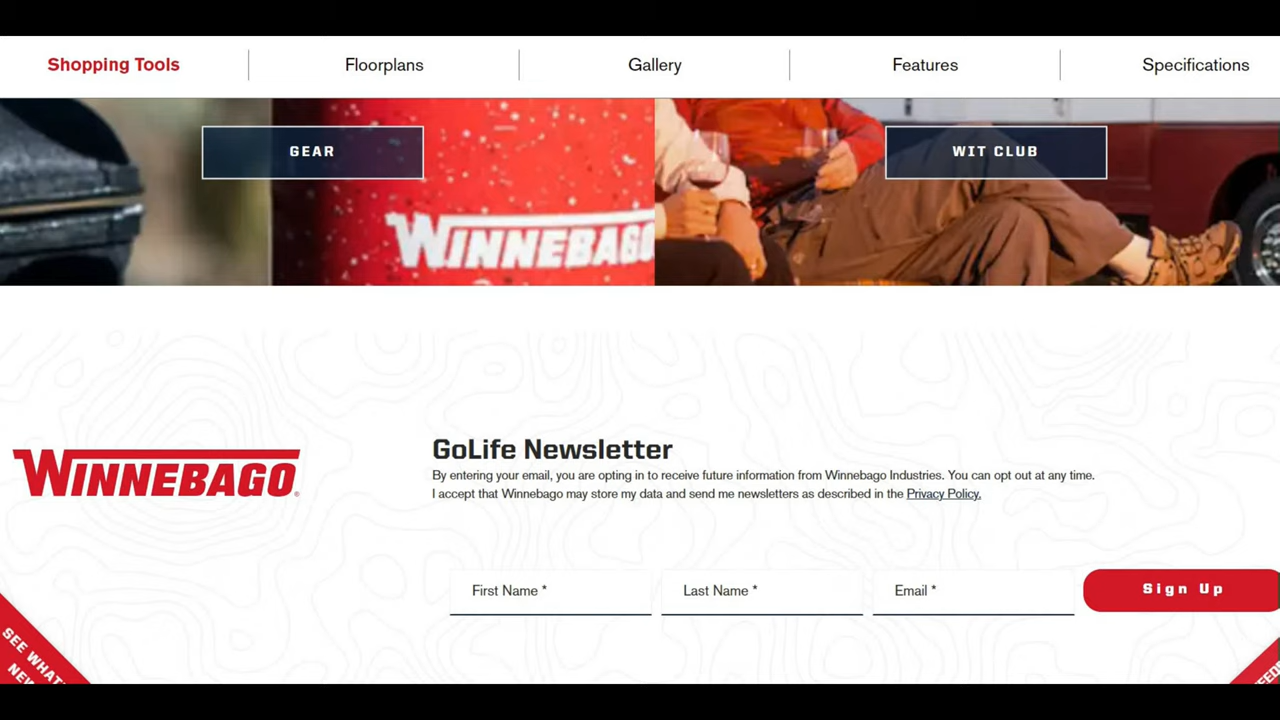 Shopping Tools
Floorplans
Gallery
Features
Specifications
GEAR
WIT CLUB
WINNEBAGO
WINNEBAGO®
GoLife Newsletter
By entering your email, you are opting in to receive future information from Winnebago Industries. You can opt out at any time.
I accept that Winnebago may store my data and send me newsletters as described in the Privacy Policy.
First Name *
Last Name *
Email *
Sign Up
SEE WHAT